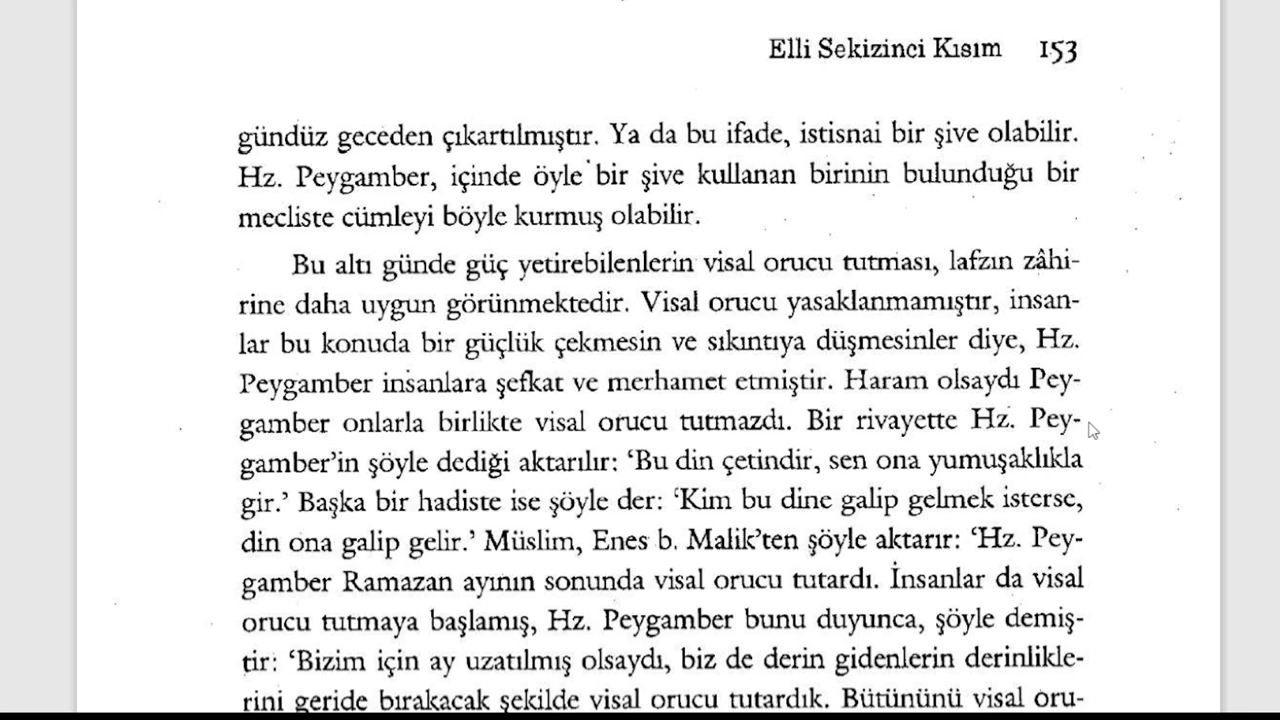 Elli Sekizinci Kısım 153
gündüz geceden çıkartılmıştır. Ya da bu ifade, istisnai bir şive olabilir.
Hz. Peygamber, içinde öyle bir şive kullanan birinin bulunduğu bir
mecliste cümleyi böyle kurmuş olabilir.
Bu altı günde güç yetirebilenlerin visal orucu tutması, lafzın zâhi-
rine daha uygun görünmektedir. Visal orucu yasaklanmamıştır, insan-
lar bu konuda bir güçlük çekmesin ve sıkıntıya düşmesinler diye, Hz.
Peygamber insanlara şefkat ve merhamet etmiştir. Haram olsaydı Pey-
gamber onlarla birlikte visal orucu tutmazdı. Bir rivayette Hz. Pey-
gamber’in şöyle dediği aktarılır: ‘Bu din çetindir, sen ona yumuşaklıkla
gir.’ Başka bir hadiste ise şöyle der: ‘Kim bu dine galip gelmek isterse,
din ona galip gelir.’ Müslim, Enes b. Malik’ten şöyle aktarır: ‘Hz. Pey-
gamber Ramazan ayının sonunda visal orucu tutardı. İnsanlar da visal
orucu tutmaya başlamış, Hz. Peygamber bunu duyunca, şöyle demiş-
tir: ‘Bizim için ay uzatılmış olsaydı, biz de derin gidenlerin derinlikle-
rini geride bırakacak şekilde visal orucu tutardık. Bütününü visal oru-